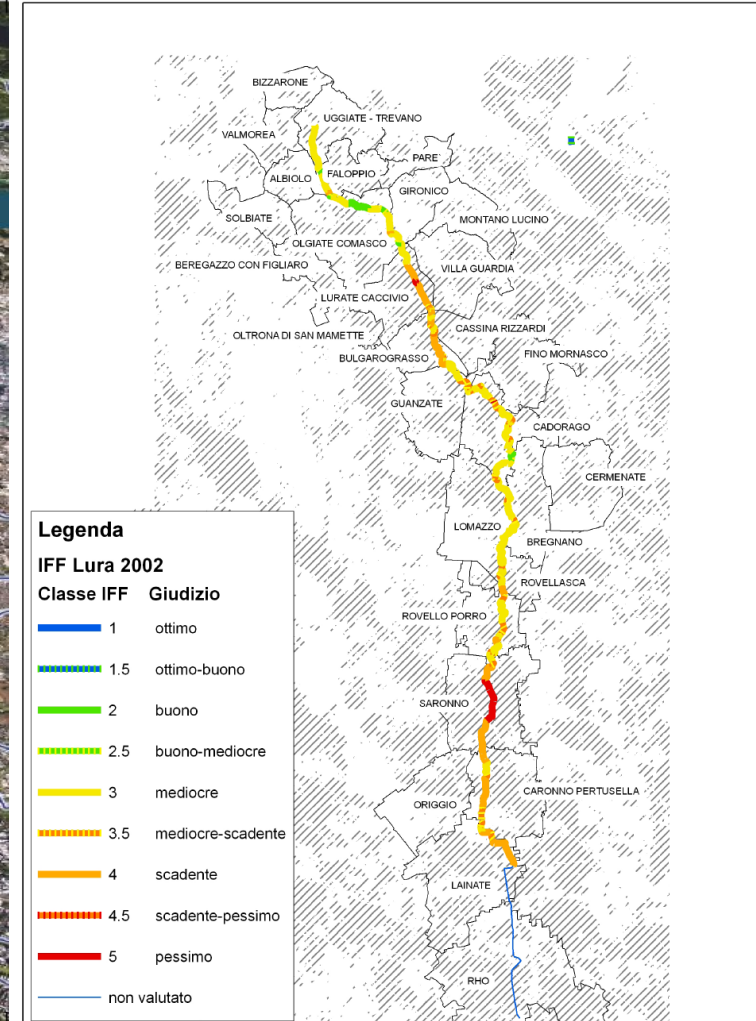 BIZZARONE
UGGIATE - TREVANO
VALMOREA
PARE'
ALBIOLO
FALOPPIO
GIRONICO
SOLBIATE
MONTANO LUCINO
OLGIATE COMASCO
BEREGAZZO CON FIGLIARO
VILLA GUARDIA
LURATE CACCIVIO
OLTRONA DI SAN MAMETTE
CASSINA RIZZARDI
BULGAROGRASSO
FINO MORNASCO
GUANZATE
CADORAGO
CERMENATE
LOMAZZO
BREGNANO
ROVELLASCA
ROVELLO PORRO
SARONNO
CARONNO PERTUSELLA
ORIGGIO
LAINATE
RHO
Legenda
IFF Lura 2002
Classe IFF Giudizio
1 ottimo
1.5 ottimo-buono
2 buono
2.5 buono-mediocre
3 mediocre
3.5 mediocre-scadente
4 scadente
4.5 scadente-pessimo
5 pessimo
non valutato